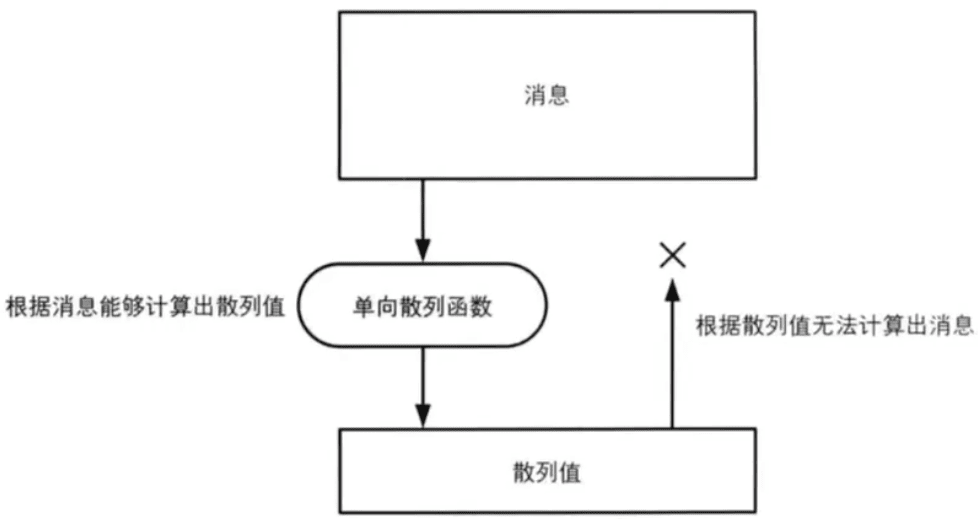 消息
根据消息能够计算出散列值
单向散列函数
根据散列值无法计算出消息
散列值